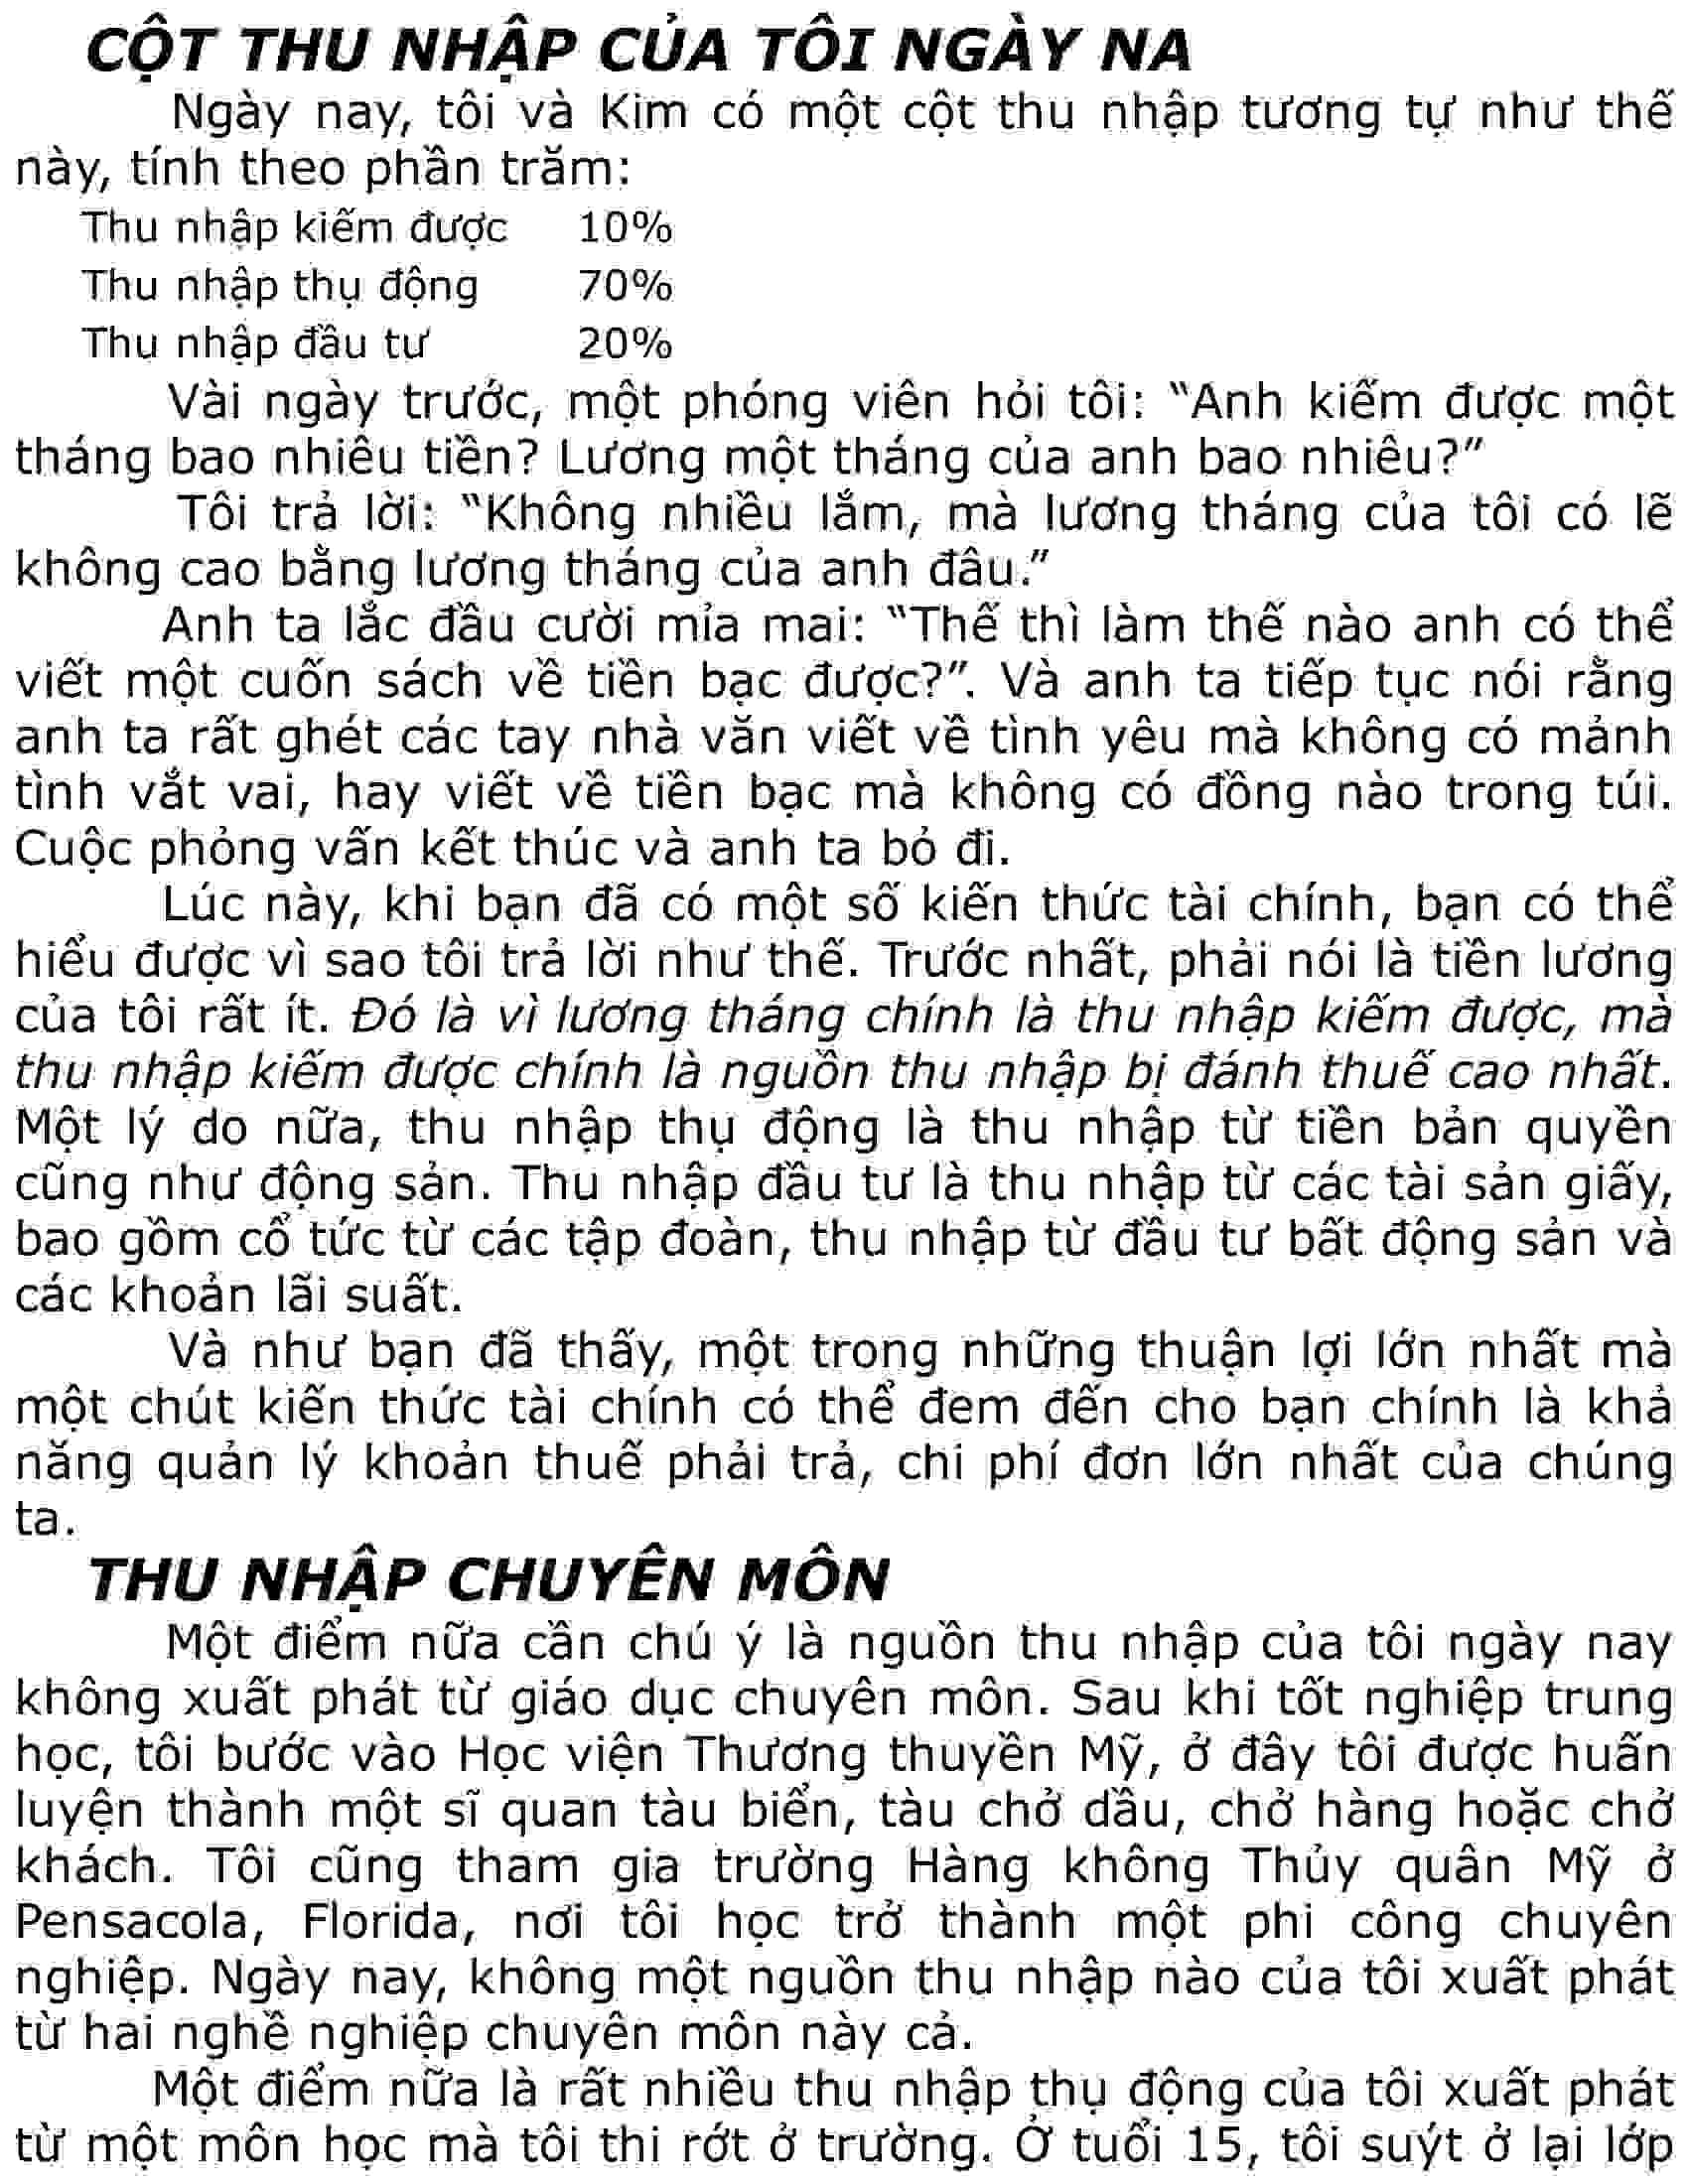 CỘT THU NHẬP CỦA TÔI NGÀY NA
Ngày nay, tôi và Kim có một cột thu nhập tương tự như thế
này, tính theo phần trăm:
Thu nhập kiếm được 10%
Thu nhập thụ động 70%
Thu nhập đầu tư 20%
Vài ngày trước, một phóng viên hỏi tôi: “Anh kiếm được một
tháng bao nhiêu tiền? Lương một tháng của anh bao nhiêu?”
Tôi trả lời: “Không nhiều lắm, mà lương tháng của tôi có lẽ
không cao bằng lương tháng của anh đâu.”
Anh ta lắc đầu cười mỉa mai: “Thế thì làm thế nào anh có thể
viết một cuốn sách về tiền bạc được?”. Và anh ta tiếp tục nói rằng
anh ta rất ghét các tay nhà văn viết về tình yêu mà không có mảnh
tình vắt vai, hay viết về tiền bạc mà không có đồng nào trong túi.
Cuộc phỏng vấn kết thúc và anh ta bỏ đi.
Lúc này, khi bạn đã có một số kiến thức tài chính, bạn có thể
hiểu được vì sao tôi trả lời như thế. Trước nhất, phải nói là tiền lương
của tôi rất ít. Đó là vì lương tháng chính là thu nhập kiếm được, mà
thu nhập kiếm được chính là nguồn thu nhập bị đánh thuế cao nhất.
Một lý do nữa, thu nhập thụ động là thu nhập từ tiền bản quyền
cũng như động sản. Thu nhập đầu tư là thu nhập từ các tài sản giấy,
bao gồm cổ tức từ các tập đoàn, thu nhập từ đầu tư bất động sản và
các khoản lãi suất.
Và như bạn đã thấy, một trong những thuận lợi lớn nhất mà
một chút kiến thức tài chính có thể đem đến cho bạn chính là khả
năng quản lý khoản thuế phải trả, chi phí đơn lớn nhất của chúng
ta.
THU NHẬP CHUYÊN MÔN
Một điểm nữa cần chú ý là nguồn thu nhập của tôi ngày nay
không xuất phát từ giáo dục chuyên môn. Sau khi tốt nghiệp trung
học, tôi bước vào Học viện Thương thuyền Mỹ, ở đây tôi được huấn
luyện thành một sĩ quan tàu biển, tàu chở dầu, chở hàng hoặc chở
khách. Tôi cũng tham gia trường Hàng không Thủy quân Mỹ ở
Pensacola, Florida, nơi tôi học trở thành một phi công chuyên
nghiệp. Ngày nay, không một nguồn thu nhập nào của tôi xuất phát
từ hai nghề nghiệp chuyên môn này cả.
Một điểm nữa là rất nhiều thu nhập thụ động của tôi xuất phát
từ một môn học mà tôi thi rớt ở trường. Ở tuổi 15, tôi suýt ở lại lớp